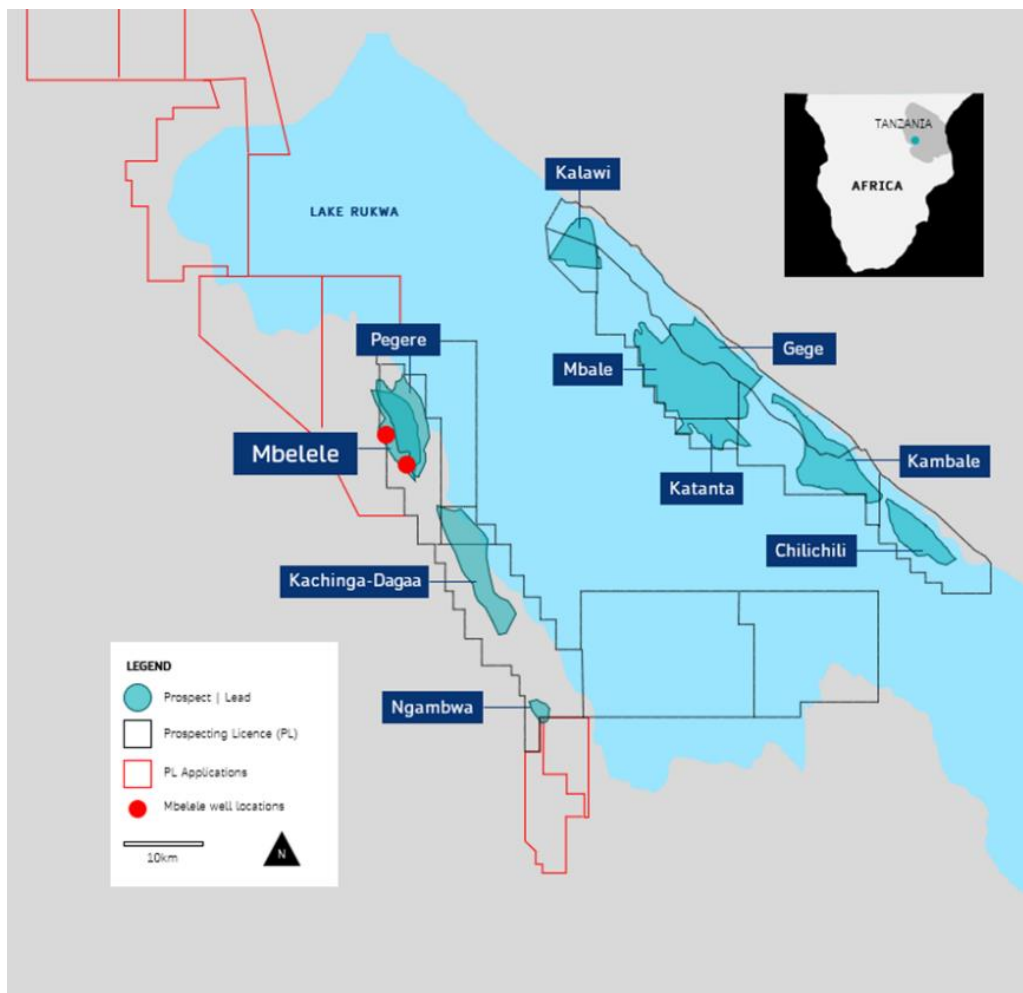 Kalawi
TANZANIA
AFRICA
LAKE RUKWA
Pegere
Gege
Mbale
Mbelele
Kambale
Katanta
Chilichili
Kachinga-Dagaa
LEGEND
Prospect | Lead
Prospecting Licence (PL)
PL Applications
Mbelele well locations
10km
N
Ngambwa